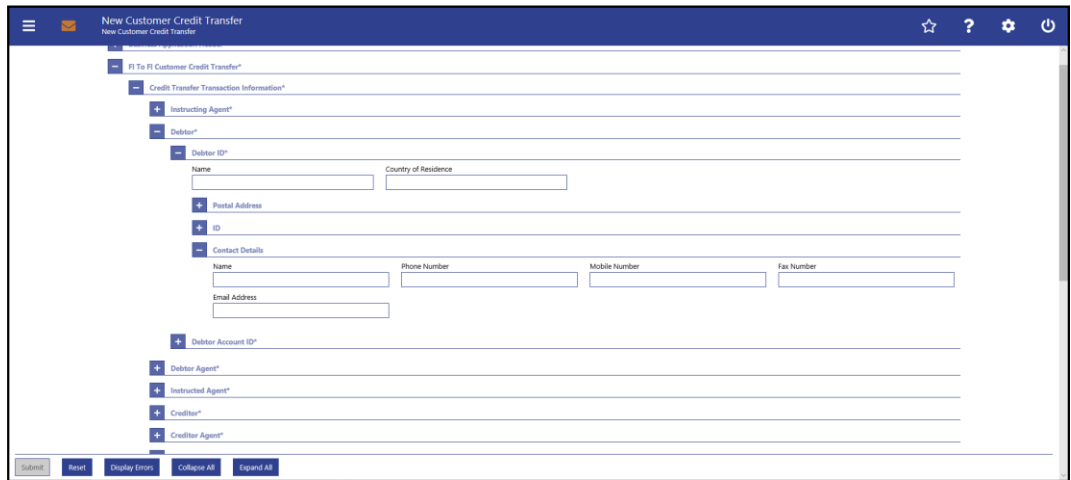 New Customer Credit Transfer
New Customer Credit Transfer
Business Application Header
FI To FI Customer Credit Transfer*
Credit Transfer Transaction Information*
Instructing Agent*
Debtor*
Debtor ID*
Name Country of Residence
Postal Address
ID
Contact Details
Name Phone Number Mobile Number Fax Number
Email Address
Debtor Account ID*
Debtor Agent*
Instructed Agent*
Creditor*
Creditor Agent*
Submit Reset Display Errors Collapse All Expand All